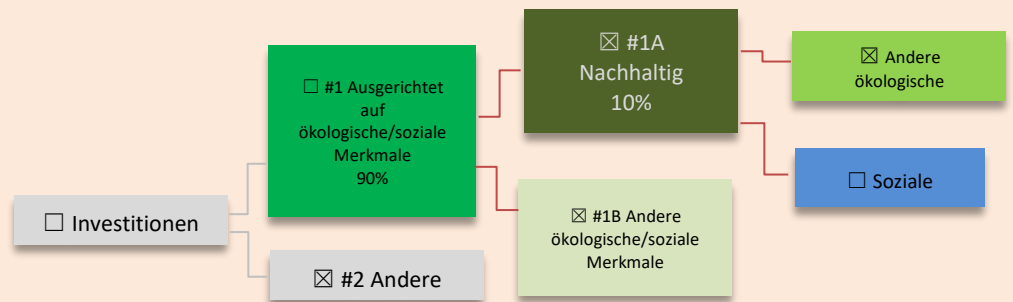 ☐ Investitionen
☐ #1 Ausgerichtet
auf
ökologische/soziale
Merkmale
90%
☒ #2 Andere
☒ #1A
Nachhaltig
10%
☒ #1B Andere
ökologische/soziale
Merkmale
☒ Andere
ökologische
☐ Soziale